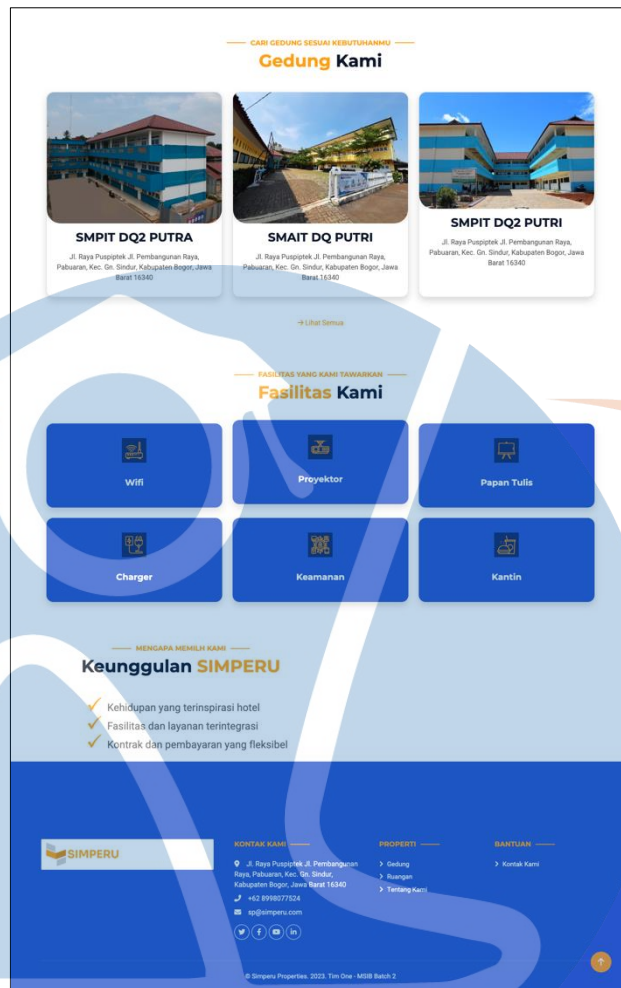 CARI GEDUNG SESUAI KEBUTUHANMU
Gedung Kami
SMPIT DQ2 PUTRA
Jl. Raya Puspiptek Jl. Pembangunan Raya,
Pabuaran, Kec. Gn. Sindur, Kabupaten Bogor, Jawa
Barat 16340
SMAIT DQ PUTRI
Jl. Raya Puspiptek Jl. Pembangunan Raya,
Pabuaran, Kec. Gn. Sindur, Kabupaten Bogor, Jawa
Barat 16340
SMPIT DQ2 PUTRI
Jl. Raya Puspiptek Jl. Pembangunan Raya,
Pabuaran, Kec. Gn. Sindur, Kabupaten Bogor, Jawa
Barat 16340
Lihat Semua
FASILITAS YANG KAMI TAWARKAN
Fasilitas Kami
Wifi
Proyektor
Papan Tulis
Charger
Keamanan
Kantin
MENGAPA MEMILH KAMI
Keunggulan SIMPERU
Kehidupan yang terinspirasi hotel
Fasilitas dan layanan terintegrasi
Kontrak dan pembayaran yang fleksibel
SIMPERU
KONTAK KAMI
Jl. Raya Puspiptek Jl. Pembangunan
Raya, Pabuaran, Kec. Gn. Sindur,
Kabupaten Bogor, Jawa Barat 16340
+62 8998077524
sp@simperu.com
PROPERTI
Gedung
Ruangan
Tentang Kami
BANTUAN
Kontak Kami
© Simperu Properties. 2023. Tim One - MSIB Batch 2